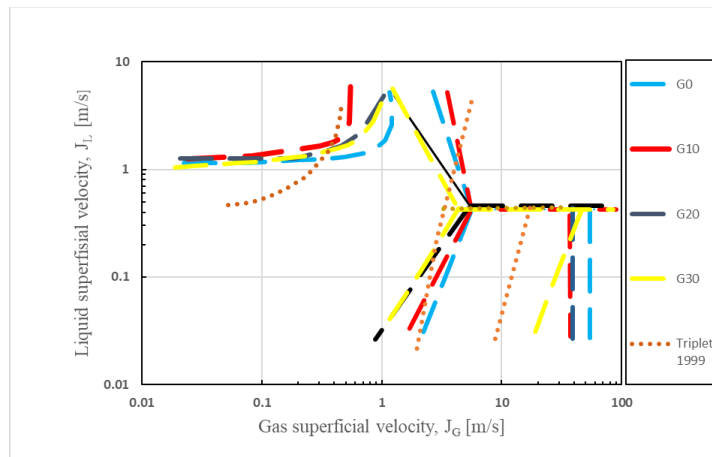 10
1
0.1
0.01
0.01
0.1
1
10
100
Liquid superfisial velocity, J_L [m/s]
Gas superficial velocity, J_G [m/s]
G0
G10
G20
G30
Triplet
1999